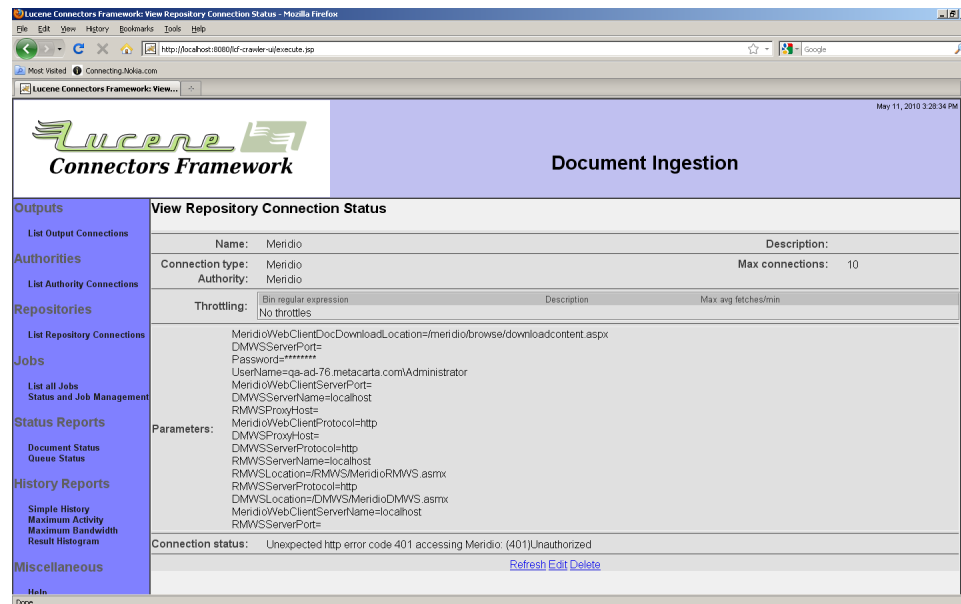 Lucene Connectors Framework: View Repository Connection Status - Mozilla Firefox
File Edit View History Bookmarks Tools Help
http://localhost:8080/lcf-crawler-ui/execute.jsp
Google
Most Visited Connecting.Nokia.com
Lucene Connectors Framework: View...
May 11, 2010 3:28:34 PM
Lucene
Connectors Framework
Document Ingestion
Outputs
List Output Connections
Authorities
List Authority Connections
Repositories
List Repository Connections
Jobs
List all Jobs
Status and Job Management
Status Reports
Document Status
Queue Status
History Reports
Simple History
Maximum Activity
Maximum Bandwidth
Result Histogram
Miscellaneous
Help
View Repository Connection Status
Name: Meridio Description:
Connection type: Meridio Max connections: 10
Authority: Meridio
Throttling:
Bin regular expression Description Max avg fetches/min
No throttles
Parameters:
MeridioWebClientDocDownloadLocation=/meridio/browse/downloadcontent.aspx
DMWSServerPort=
Password=********
UserName=qa-ad-76.metacarta.com\Administrator
MeridioWebClientServerPort=
DMWSServerName=localhost
RMWSProxyHost=
MeridioWebClientProtocol=http
DMWSProxyHost=
DMWSServerProtocol=http
RMWSServerName=localhost
RMWSLocation=/RMWS/MeridioRMWS.asmx
RMWSServerProtocol=http
DMWSLocation=/DMWS/MeridioDMWS.asmx
MeridioWebClientServerName=localhost
RMWSServerPort=
Connection status: Unexpected http error code 401 accessing Meridio: (401)Unauthorized
Refresh Edit Delete
Done